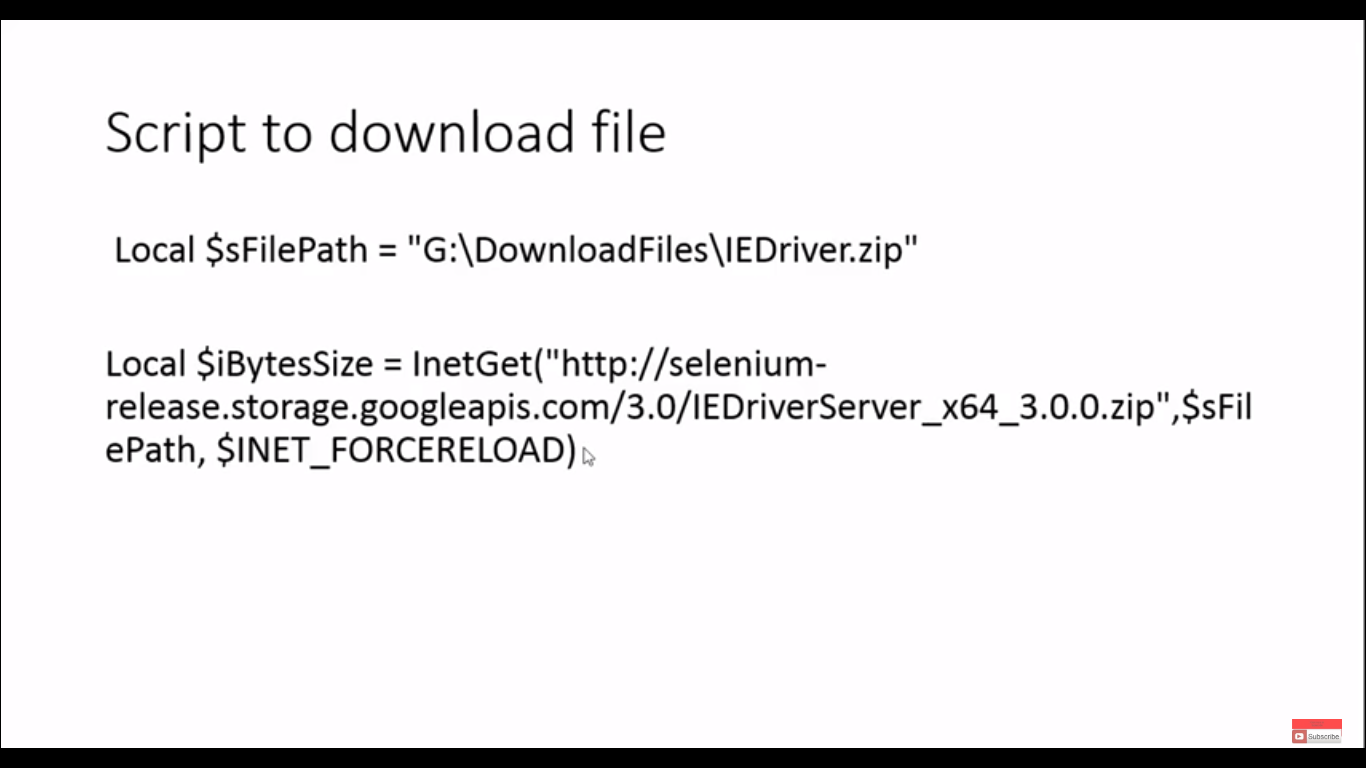 Script to download file
Local $sFilePath = "G:\DownloadFiles\IEDriver.zip"
Local $iBytesSize = InetGet("http://selenium-
release.storage.googleapis.com/3.0/IEDriverServer_x64_3.0.0.zip",$sFil
ePath, $INET_FORCERELOAD)
Subscribe